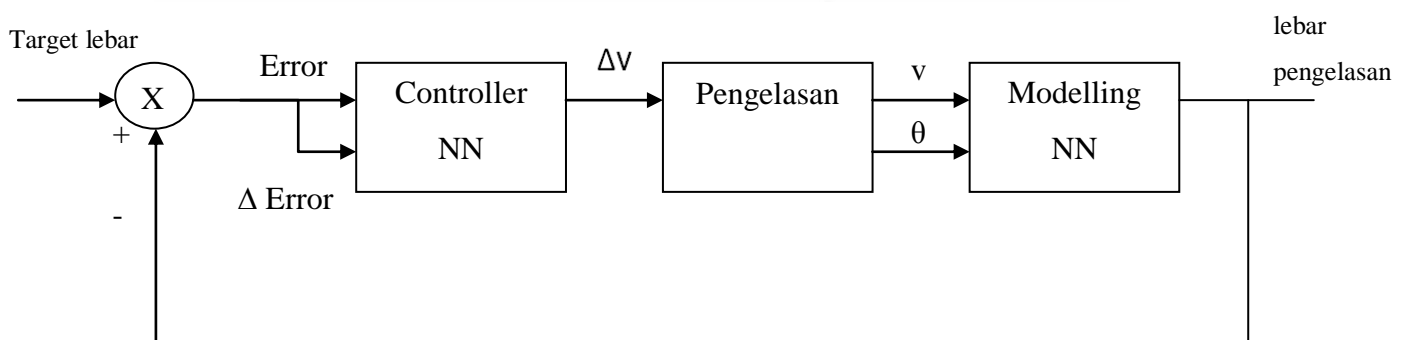 Target lebar
X
+
-
Error
Δ Error
Controller
NN
ΔV
Pengelasan
v
θ
Modelling
NN
lebar
pengelasan